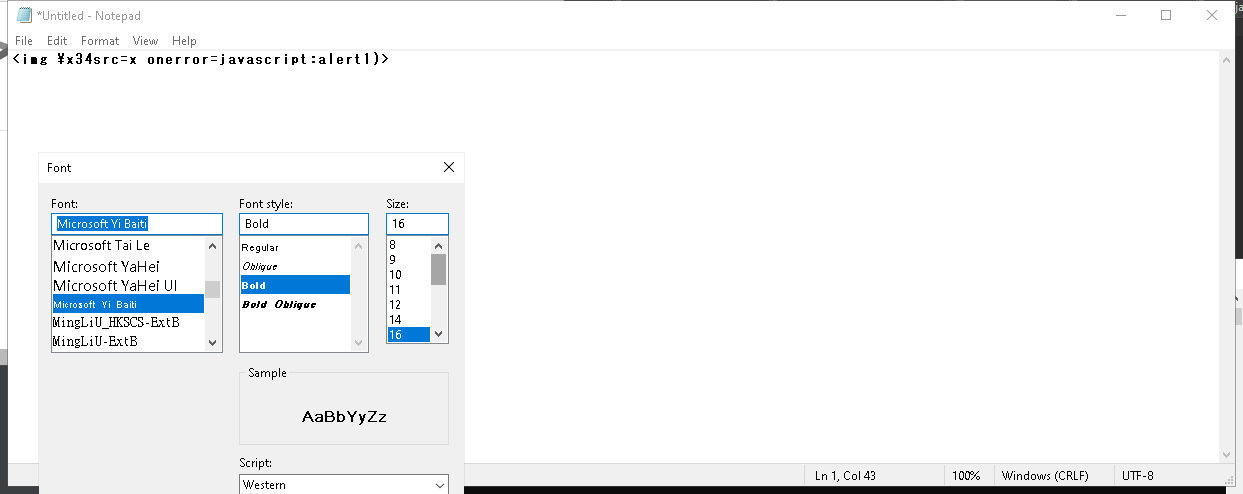 *Untitled - Notepad
File Edit Format View Help
<img ¥x34src=x onerror=javascript:alert1)>
Font
Font: Font style: Size:
Microsoft Yi Baiti Bold 16
Microsoft Tai Le Regular 8
Microsoft YaHei Oblique 9
Microsoft YaHei UI Bold 10
Microsoft Yi Baiti Bold Oblique 11
MingLiU_HKSCS-ExtB 12
MingLiU-ExtB 14
16
Sample
AaBbYyZz
Script:
Western
Ln 1, Col 43 100% Windows (CRLF) UTF-8